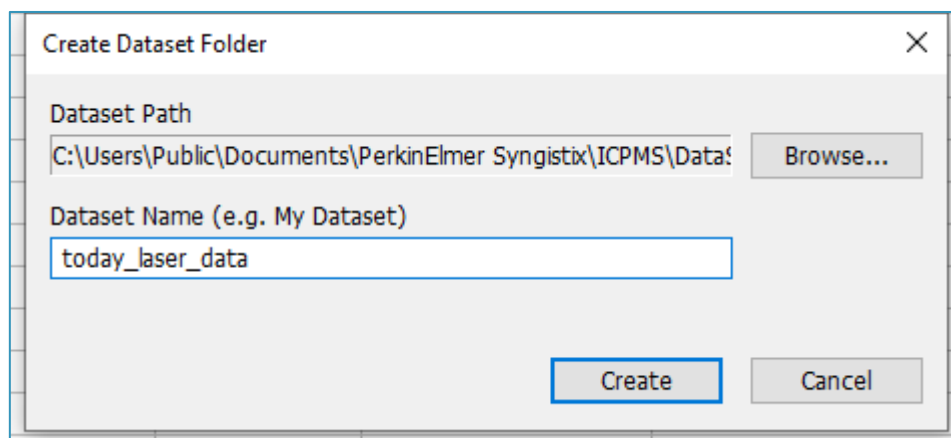 Create Dataset Folder
Dataset Path
C:\Users\Public\Documents\PerkinElmer Syngistix\ICPMS\DataS
Browse...
Dataset Name (e.g. My Dataset)
today_laser_data
Create
Cancel